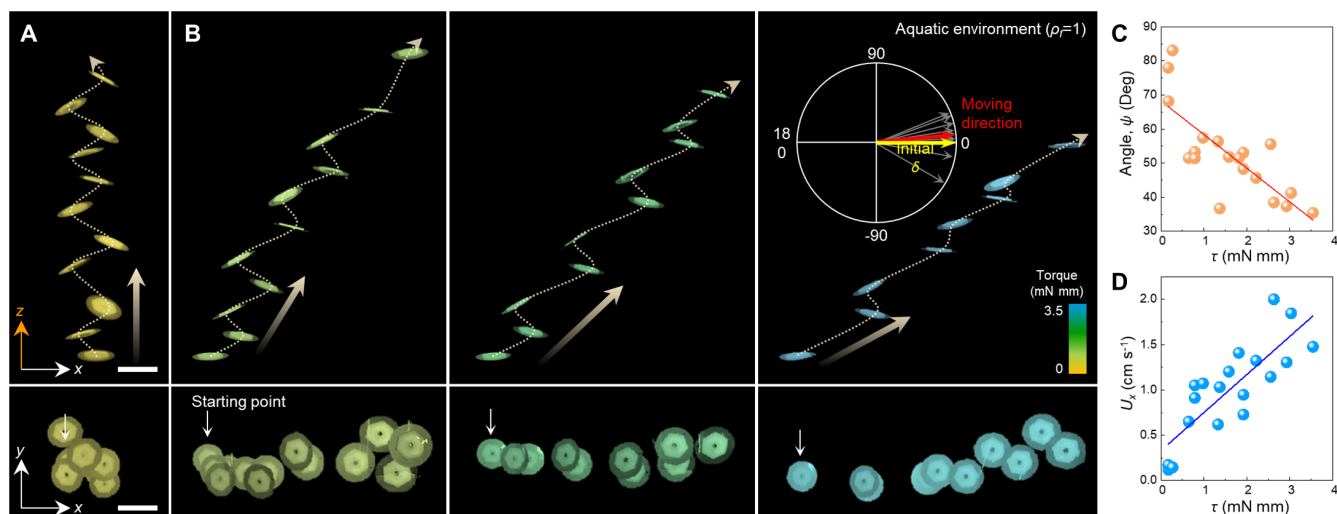 A
B
Aquatic environment (ρr=1)
90
Moving
direction
18
0
0
Initial
δ
-90
Torque
(mN mm)
3.5
0
z
x
Starting point
y
x
C
90
80
70
60
50
40
30
Angle, ψ (Deg)
0
1
2
3
4
τ (mN mm)
D
2.0
1.5
1.0
0.5
0.0
Ux (cm s⁻¹)
0
1
2
3
4
τ (mN mm)